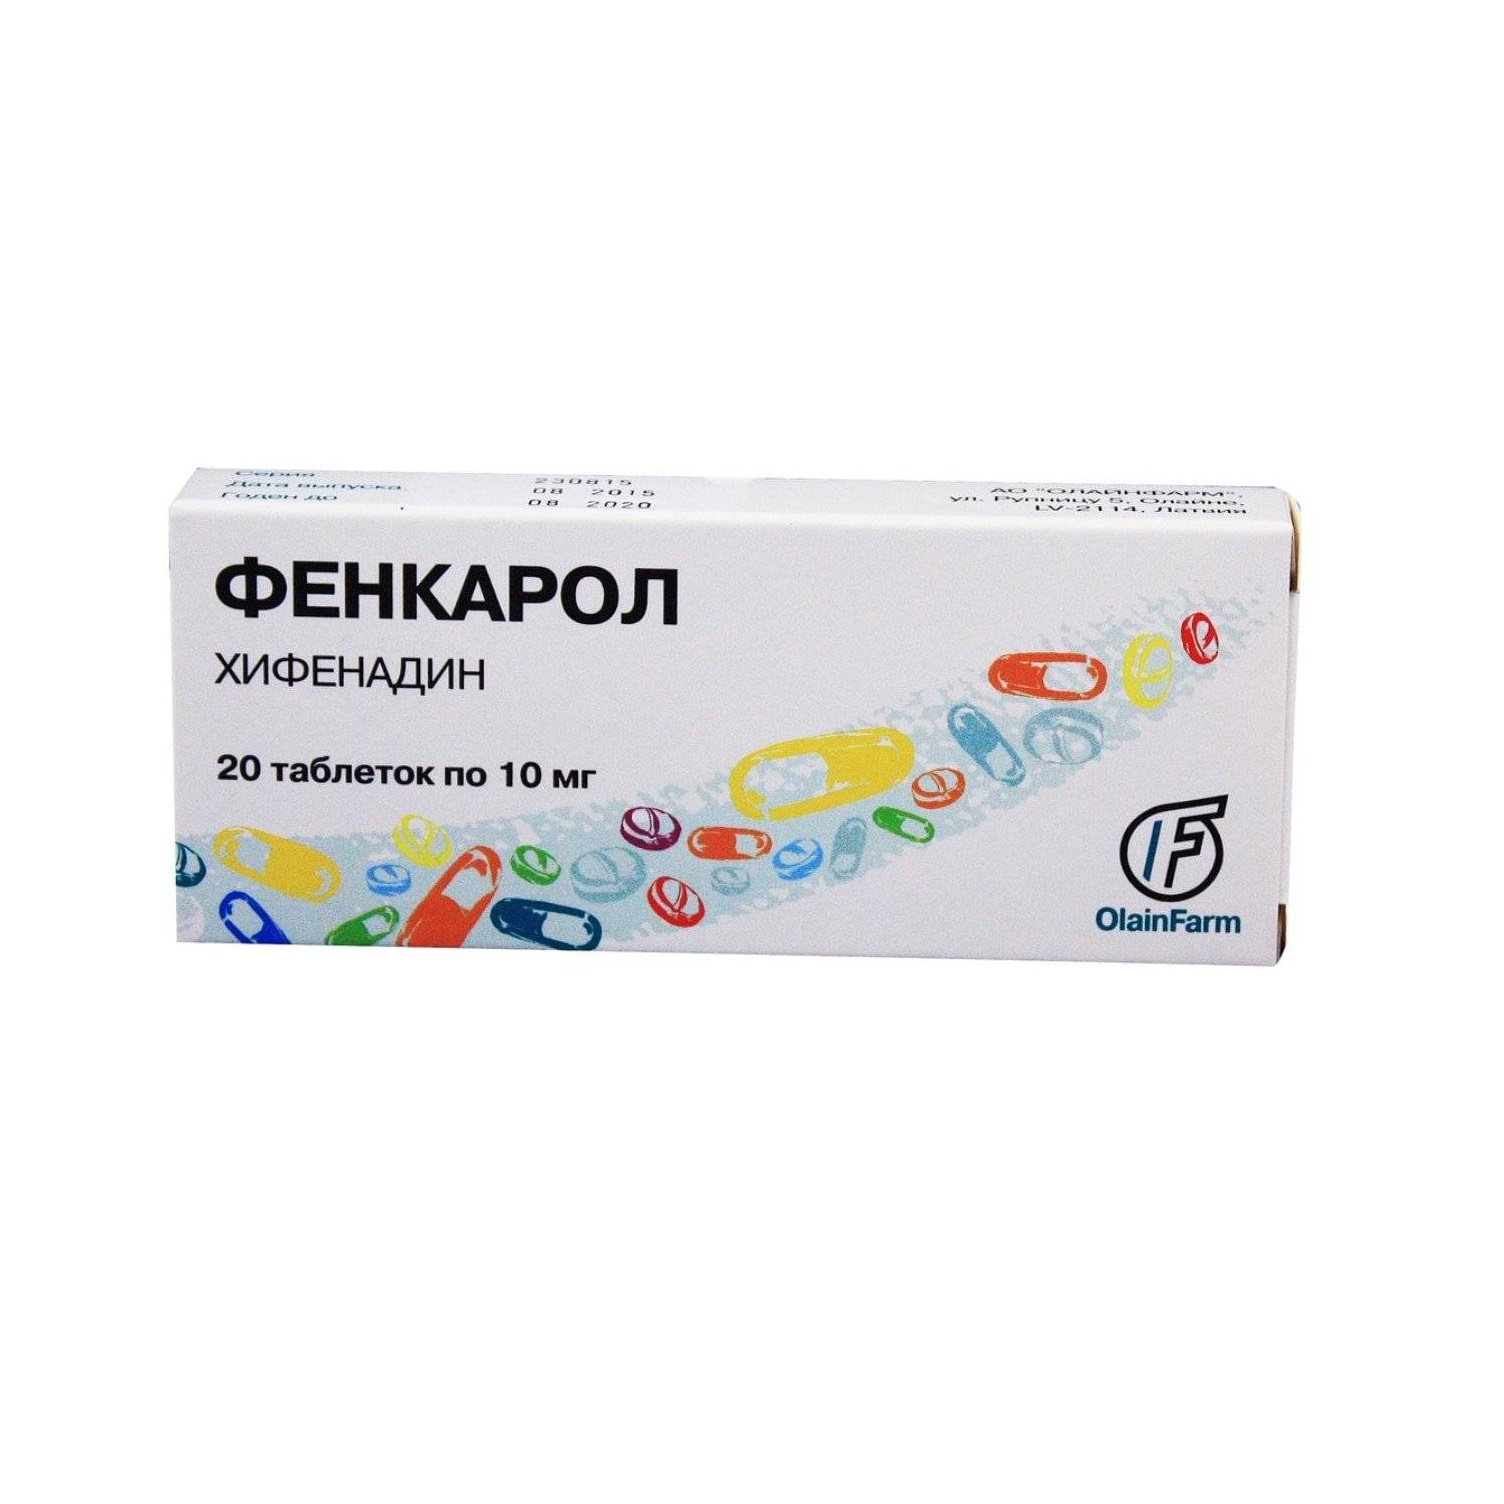 Серия
230815
Дата выпуска.
08 2015
Годен до
08 2020
АО "ОЛАЙНФАРМ",
ул. Рупницу 5, Олайне,
LV-2114, Латвия
ФЕНКАРОЛ
ХИФЕНАДИН
20 таблеток по 10 мг
OlainFarm